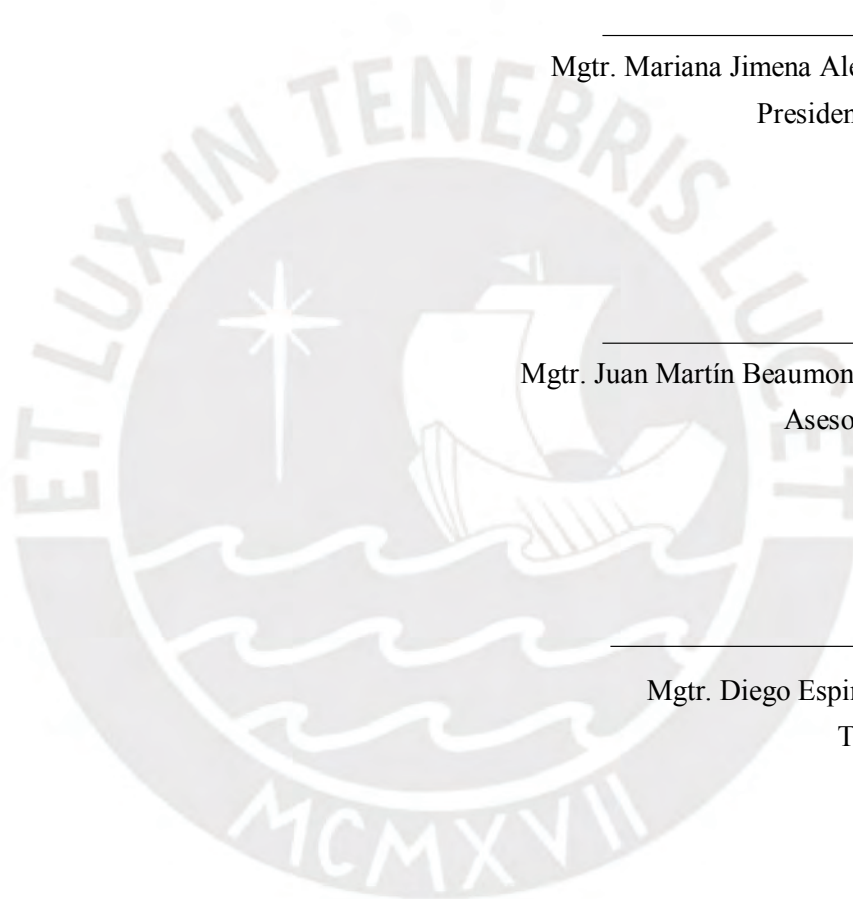 ET LUX IN TENEBRIS LUCET
Mgtr. Mariana Jimena Ale
Presiden
Mgtr. Juan Martín Beaumon
Aseso
Mgtr. Diego Espi
T
MCMXVII